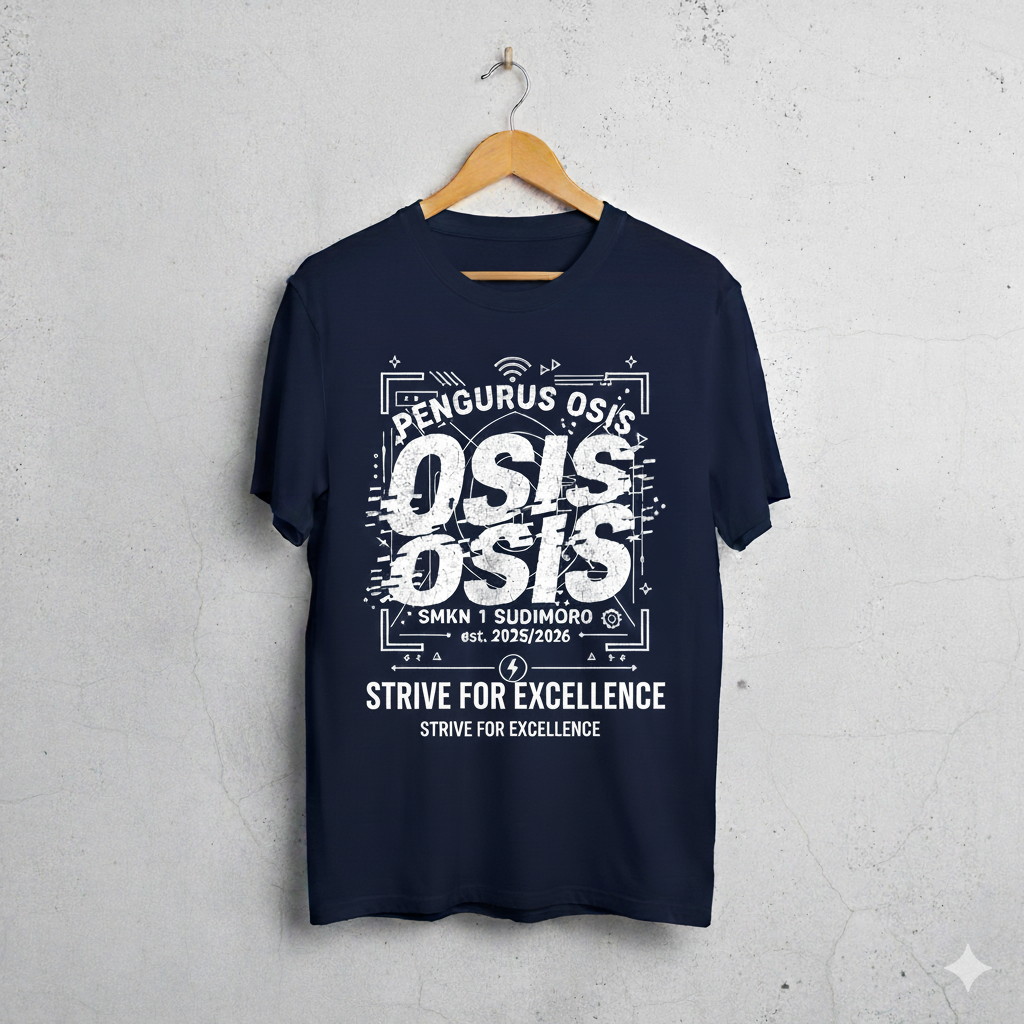 PENGURUS OSIS
OSIS
OSIS
SMKN 1 SUDIMORO
est. 2025/2026
STRIVE FOR EXCELLENCE
STRIVE FOR EXCELLENCE